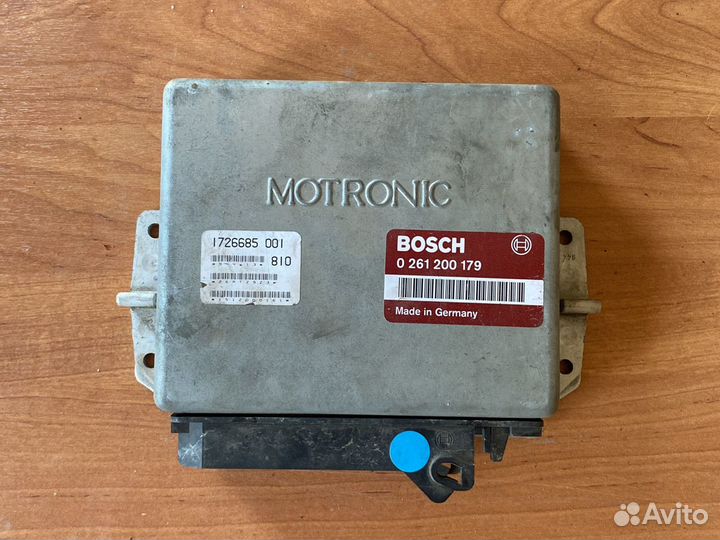 MOTRONIC
1726685 001
810
BOSCH
0 261 200 179
Made in Germany
Avito